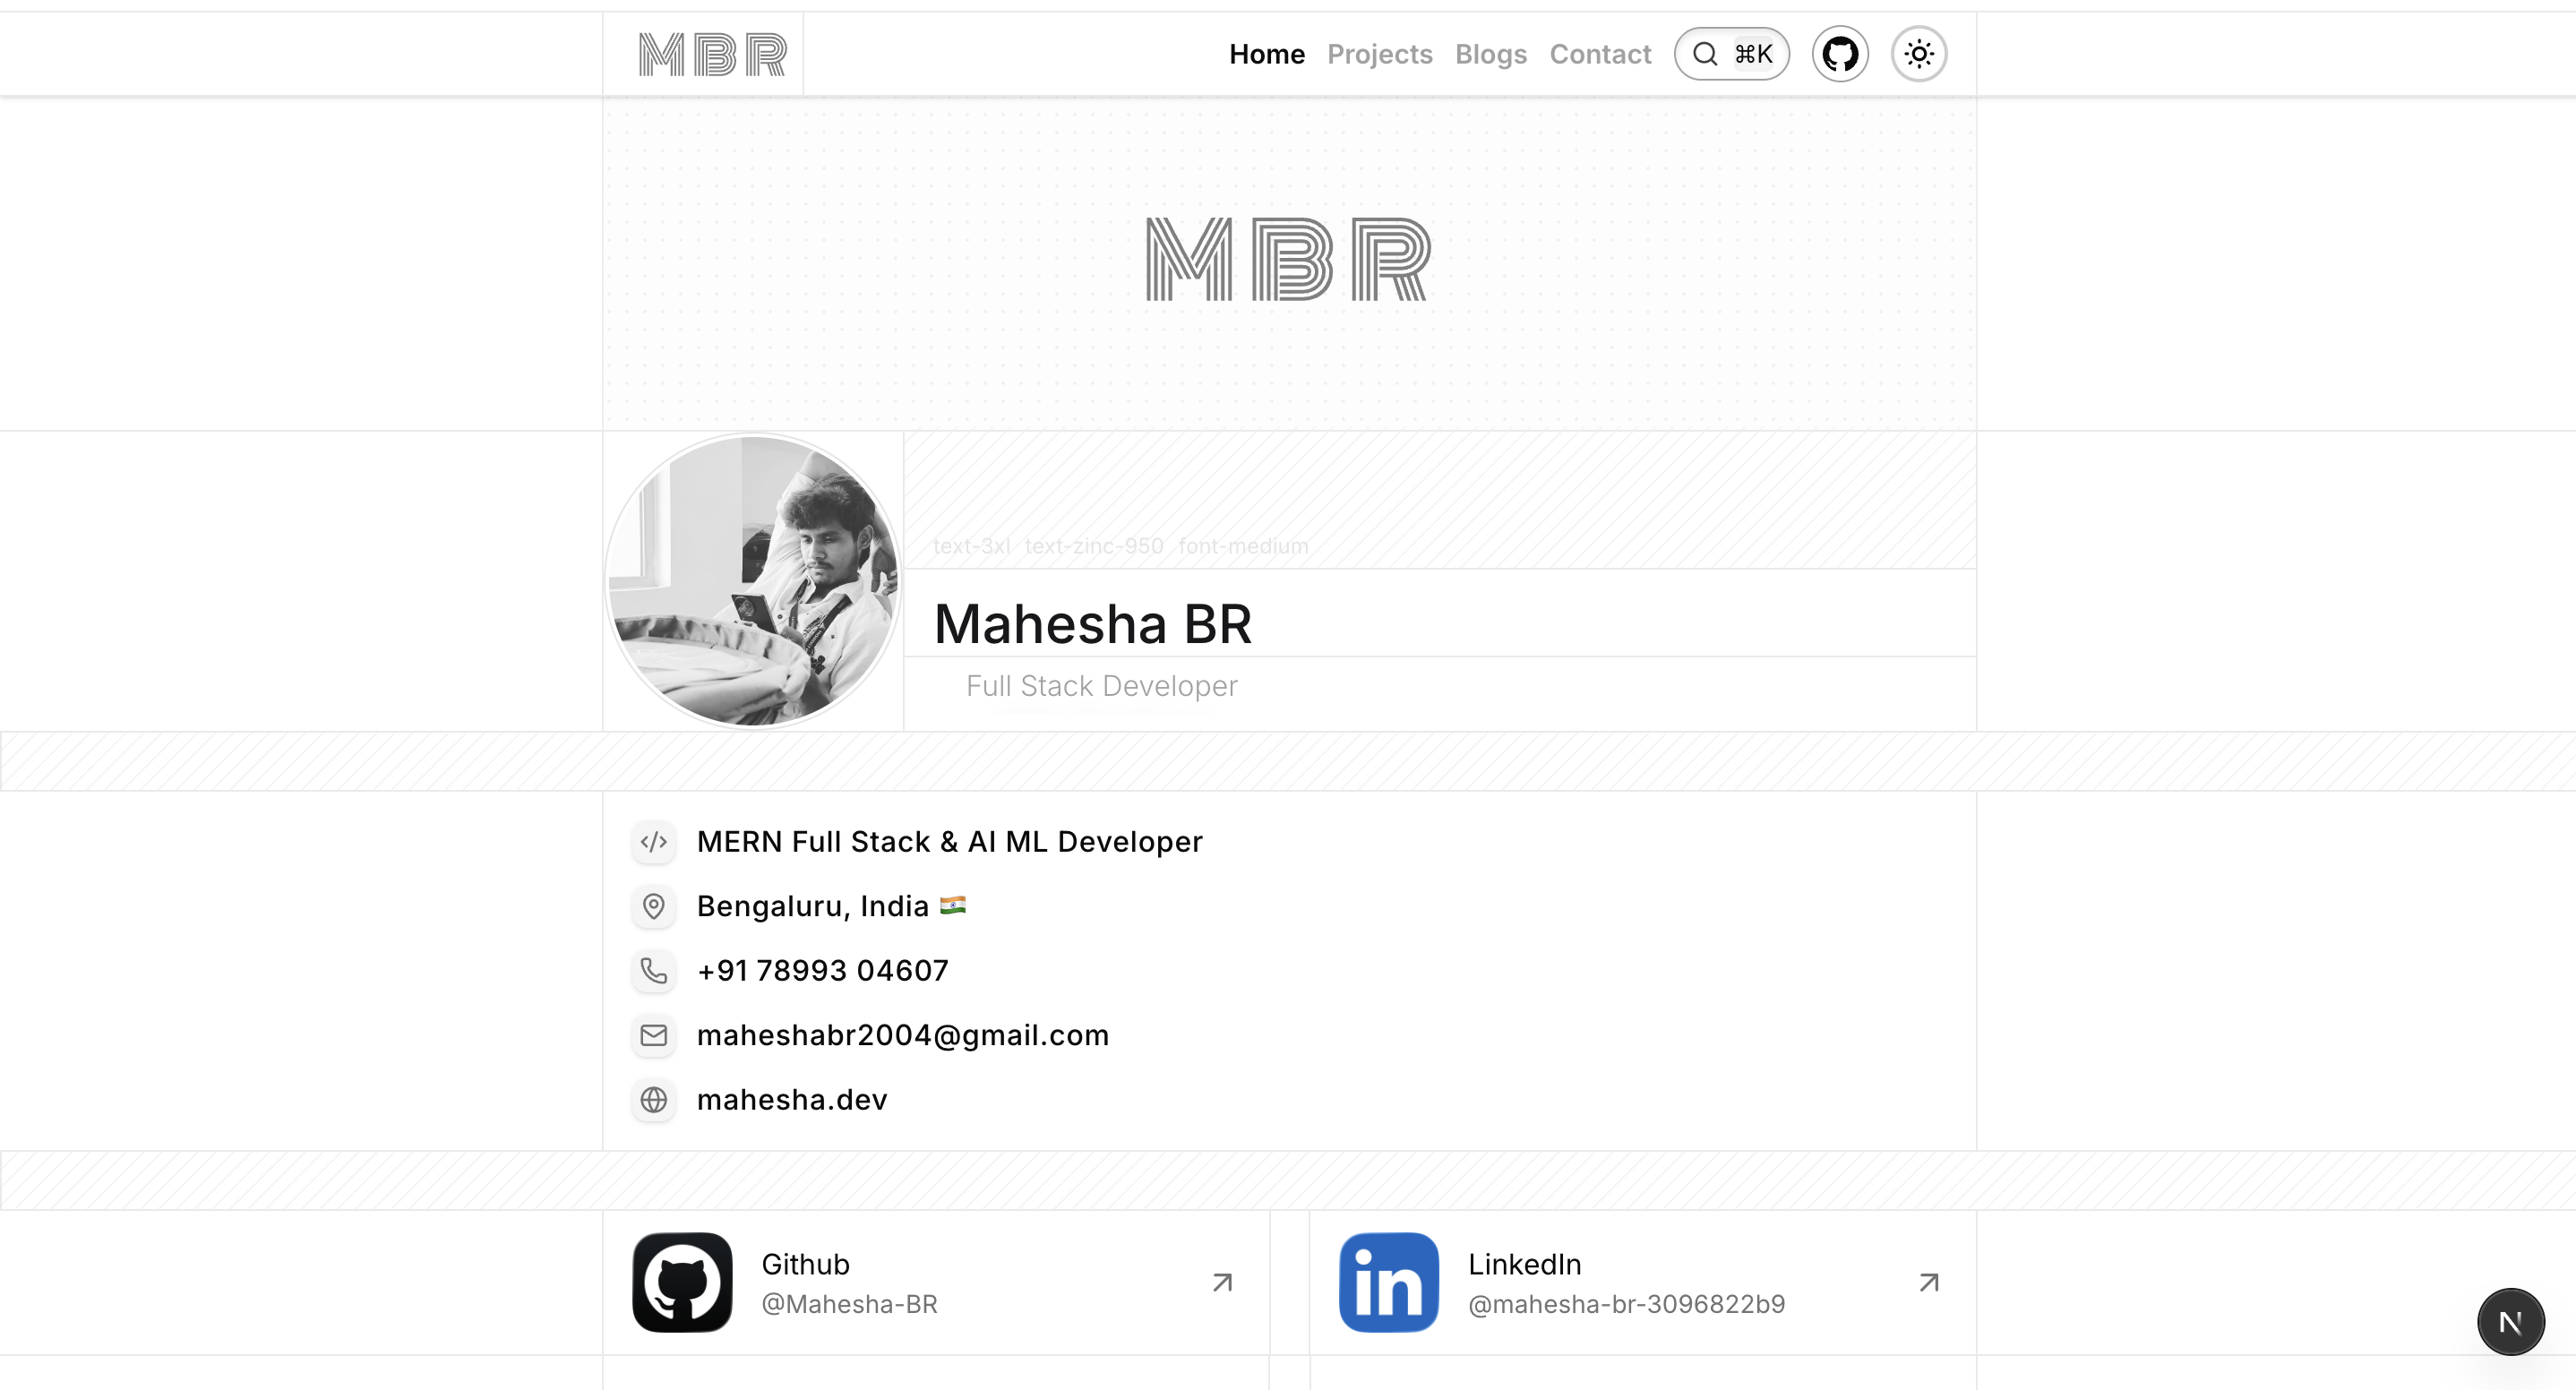 MBR
Home Projects Blogs Contact ⌘K
MBR
text-3xl text-zinc-950 font-medium
Mahesha BR
Full Stack Developer
MERN Full Stack & AI ML Developer
Bengaluru, India 🇮🇳
+91 78993 04607
maheshabr2004@gmail.com
mahesha.dev
Github
@Mahesha-BR
in
LinkedIn
@mahesha-br-3096822b9
N